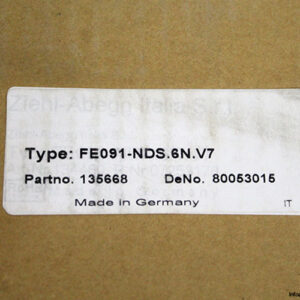 Ziehl-Abegg Italia S.r.l.
Type: FE091-NDS.6N.V7
Partno. 135668 DeNo. 80053015
Made in Germany IT